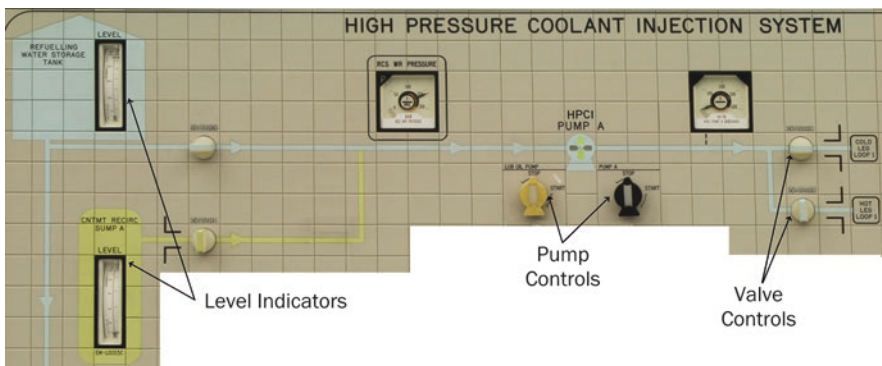 HIGH PRESSURE COOLANT INJECTION SYSTEM
REFUELLING
WATER STORAGE
TANK
LEVEL
RCS WR PRESSURE
HPCI
PUMP A
COLD
LEG
LOOP 1
LUB OIL PUMP
STOP
START
PUMP A
STOP
START
HOT
LEG
LOOP 1
CNTMT RECIRC
SUMP A
LEVEL
Level Indicators
Pump
Controls
Valve
Controls